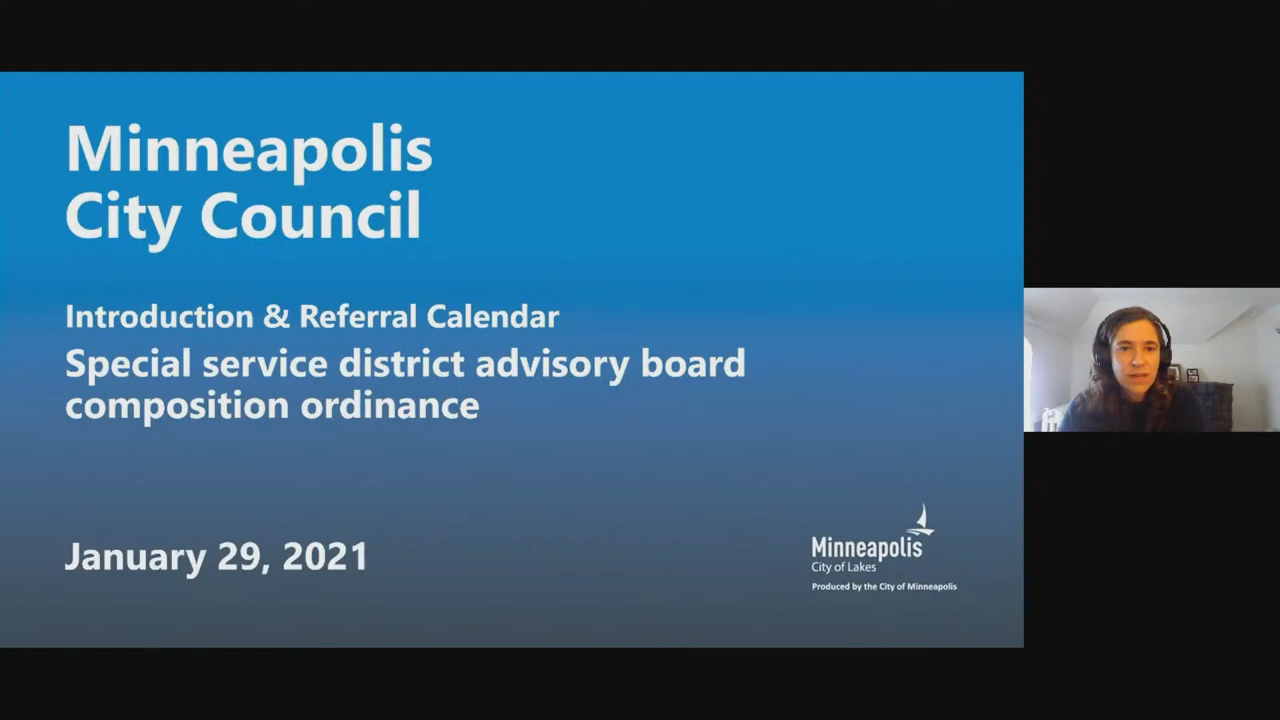 Minneapolis
City Council
Introduction & Referral Calendar
Special service district advisory board
composition ordinance
January 29, 2021
Minneapolis
City of Lakes
Produced by the City of Minneapolis